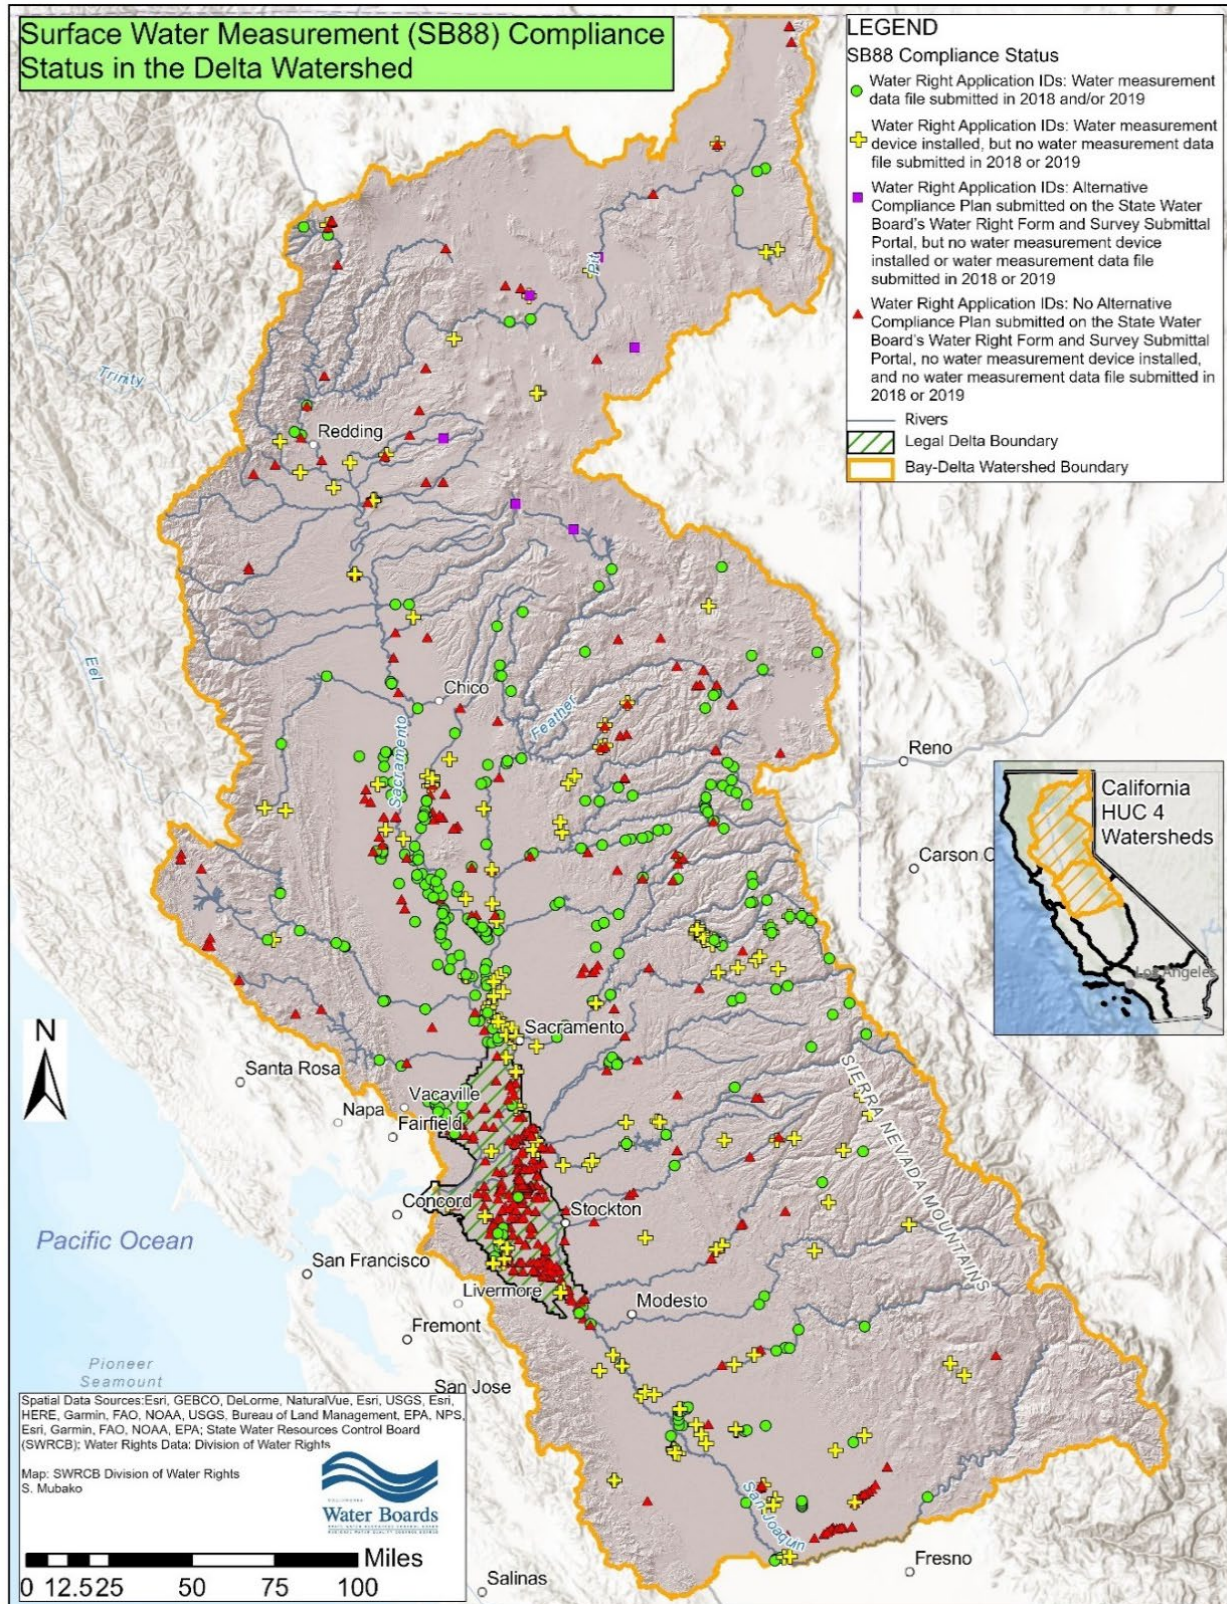 Surface Water Measurement (SB88) Compliance
Status in the Delta Watershed
LEGEND
SB88 Compliance Status
Water Right Application IDs: Water measurement
data file submitted in 2018 and/or 2019
Water Right Application IDs: Water measurement
device installed, but no water measurement data
file submitted in 2018 or 2019
Water Right Application IDs: Alternative
Compliance Plan submitted on the State Water
Board's Water Right Form and Survey Submittal
Portal, but no water measurement device
installed or water measurement data file
submitted in 2018 or 2019
Water Right Application IDs: No Alternative
Compliance Plan submitted on the State Water
Board's Water Right Form and Survey Submittal
Portal, no water measurement device installed,
and no water measurement data file submitted in
2018 or 2019
Rivers
Legal Delta Boundary
Bay-Delta Watershed Boundary
Pit
Trinity
Redding
Eel
Chico
Feather
Sacramento
Reno
California
HUC 4
Watersheds
Carson C
Los Angeles
N
Sacramento
Santa Rosa
Vacaville
Napa
Fairfield
SIERRA NEVADA MOUNTAINS
Concord
Stockton
Pacific Ocean
San Francisco
Livermore
Modesto
Fremont
Pioneer
Seamount
San Jose
Spatial Data Sources:Esri, GEBCO, DeLorme, NaturalVue, Esri, USGS, Esri,
HERE, Garmin, FAO, NOAA, USGS, Bureau of Land Management, EPA, NPS,
Esri, Garmin, FAO, NOAA, EPA; State Water Resources Control Board
(SWRCB); Water Rights Data: Division of Water Rights
Map: SWRCB Division of Water Rights
S. Mubako
CALIFORNIA
Water Boards
San Joaquin
Miles
0 12.525 50 75 100
Fresno
Salinas